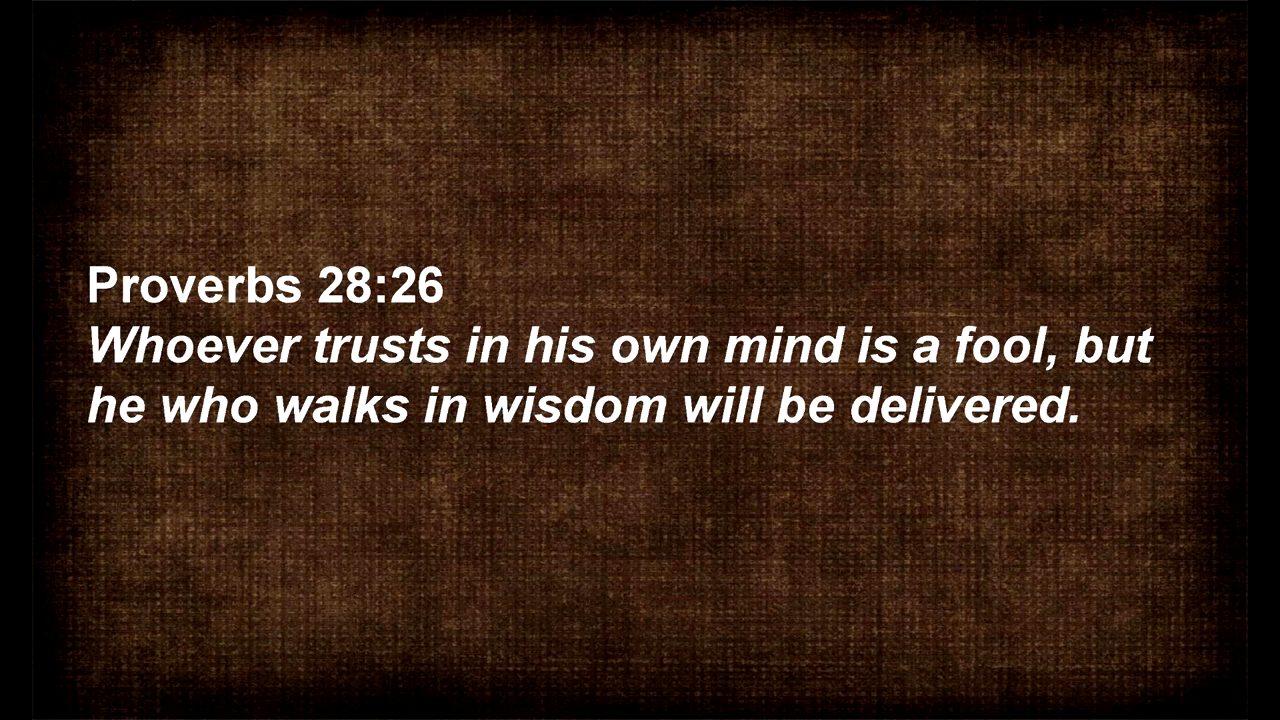 Proverbs 28:26
Whoever trusts in his own mind is a fool, but
he who walks in wisdom will be delivered.